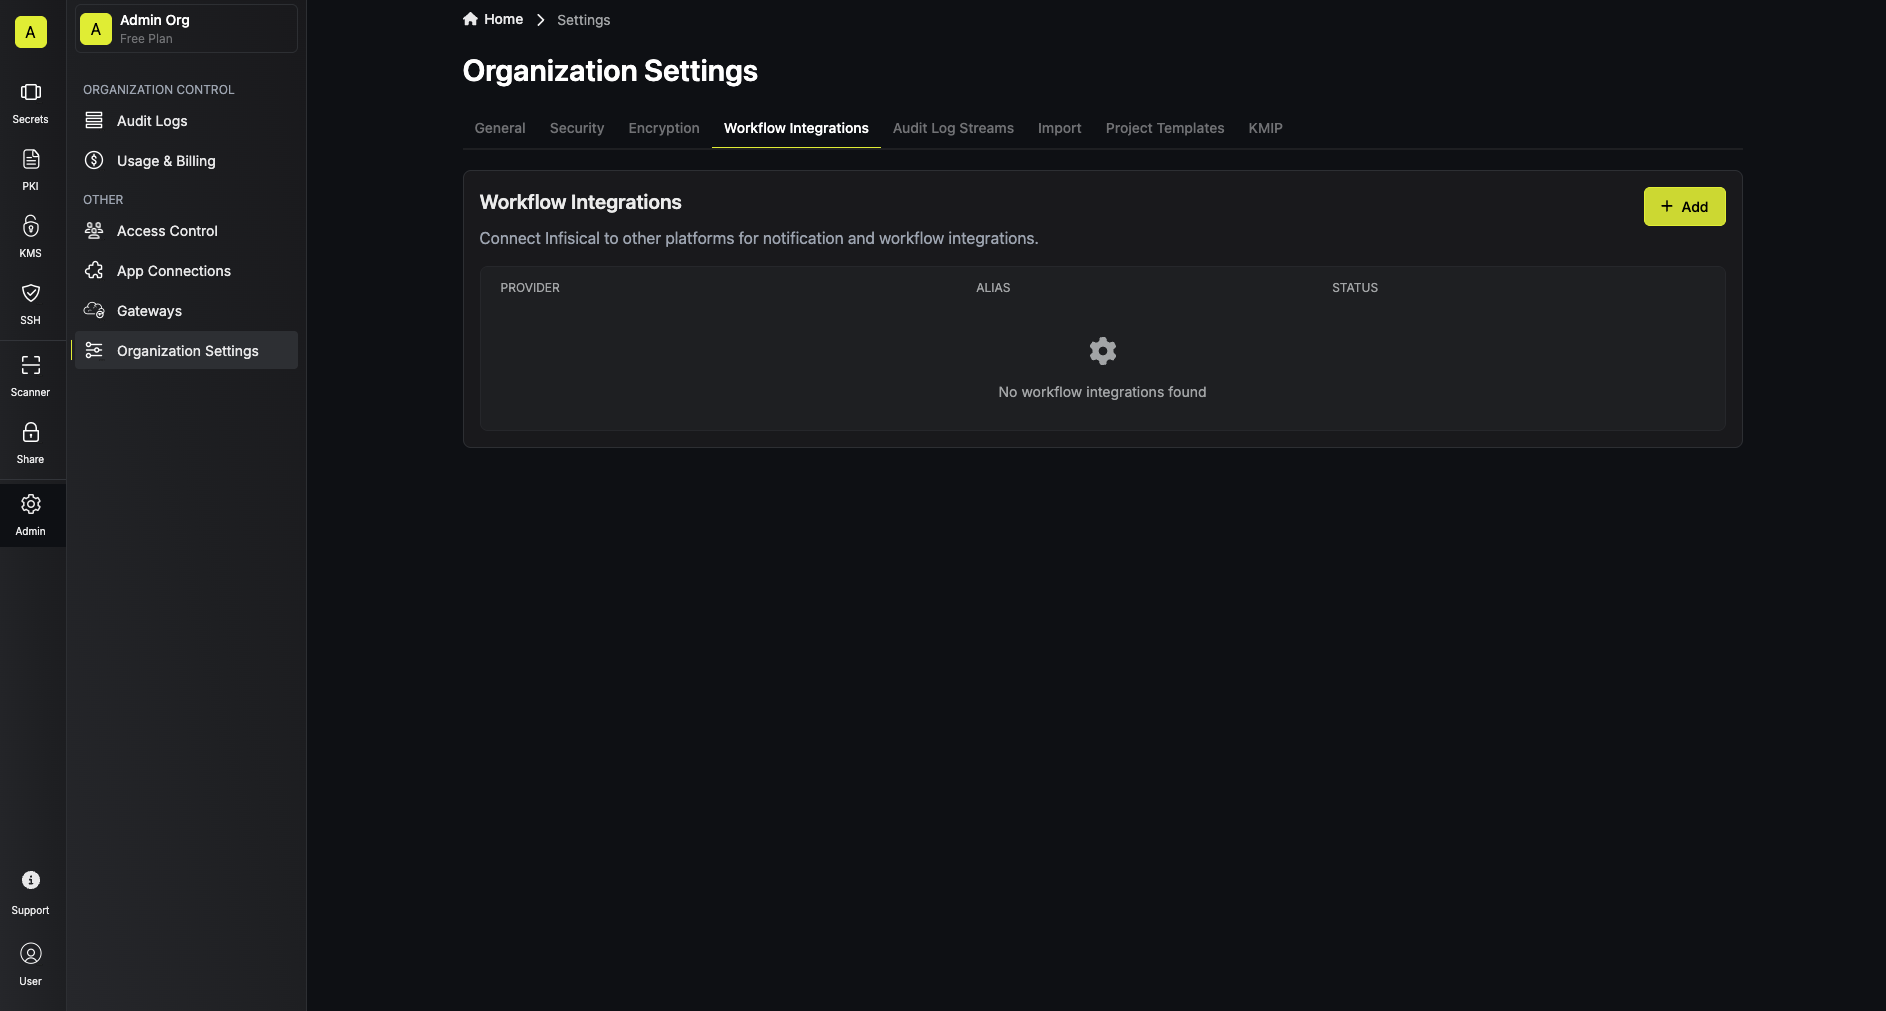 A
Secrets
PKI
KMS
SSH
Scanner
Share
Admin
Support
User
A
Admin Org
Free Plan
ORGANIZATION CONTROL
Audit Logs
Usage & Billing
OTHER
Access Control
App Connections
Gateways
Organization Settings
Home Settings
Organization Settings
General Security Encryption Workflow Integrations Audit Log Streams Import Project Templates KMIP
Workflow Integrations
+ Add
Connect Infisical to other platforms for notification and workflow integrations.
PROVIDER ALIAS STATUS
No workflow integrations found